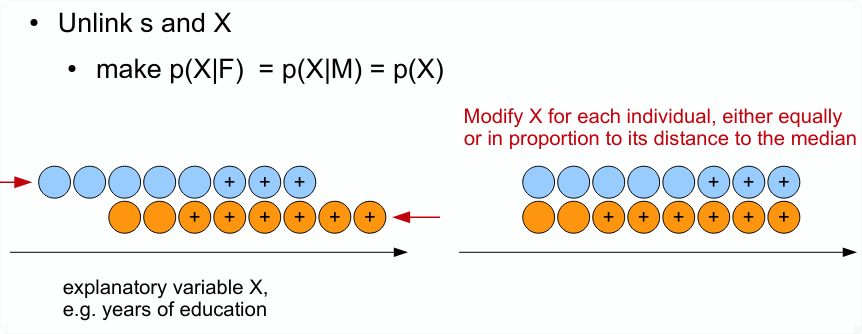 • Unlink s and X
• make p(X|F) = p(X|M) = p(X)
Modify X for each individual, either equally
or in proportion to its distance to the median
+ + +
+ + + + + +
explanatory variable X,
e.g. years of education
+ + +
+ + + + + +